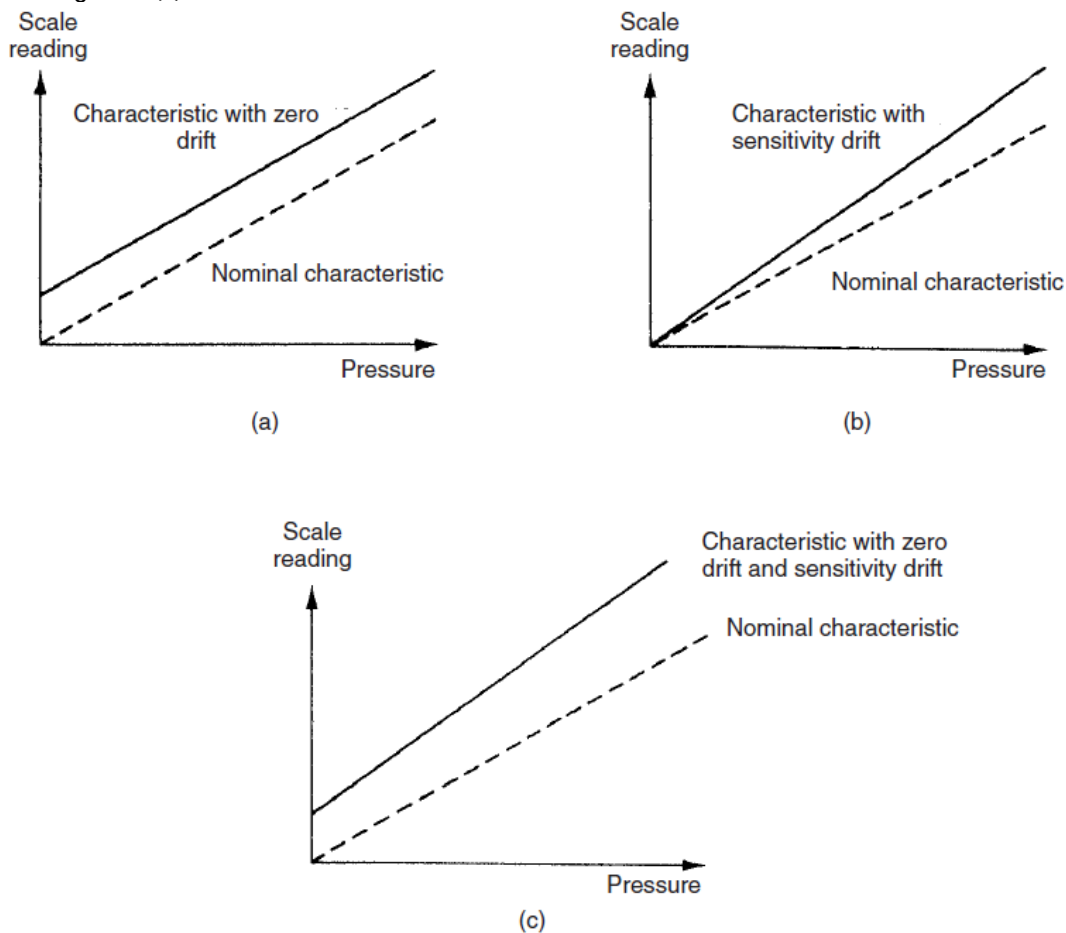 Scale
reading
Characteristic with zero
drift
Nominal characteristic
Pressure
(a)
Scale
reading
Characteristic with
sensitivity drift
Nominal characteristic
Pressure
(b)
Scale
reading
Characteristic with zero
drift and sensitivity drift
Nominal characteristic
Pressure
(c)